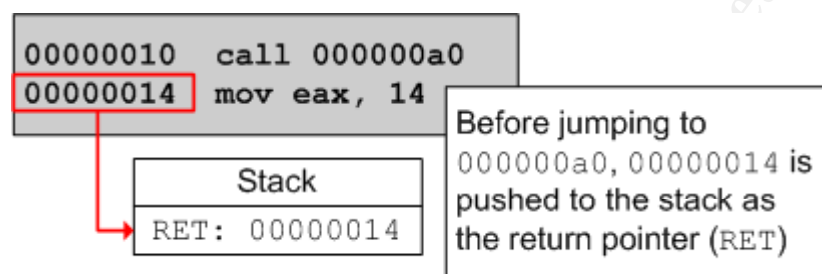 00000010 call 000000a0
00000014 mov eax, 14
Before jumping to
000000a0, 00000014 is
pushed to the stack as
the return pointer (RET)
Stack
RET: 00000014